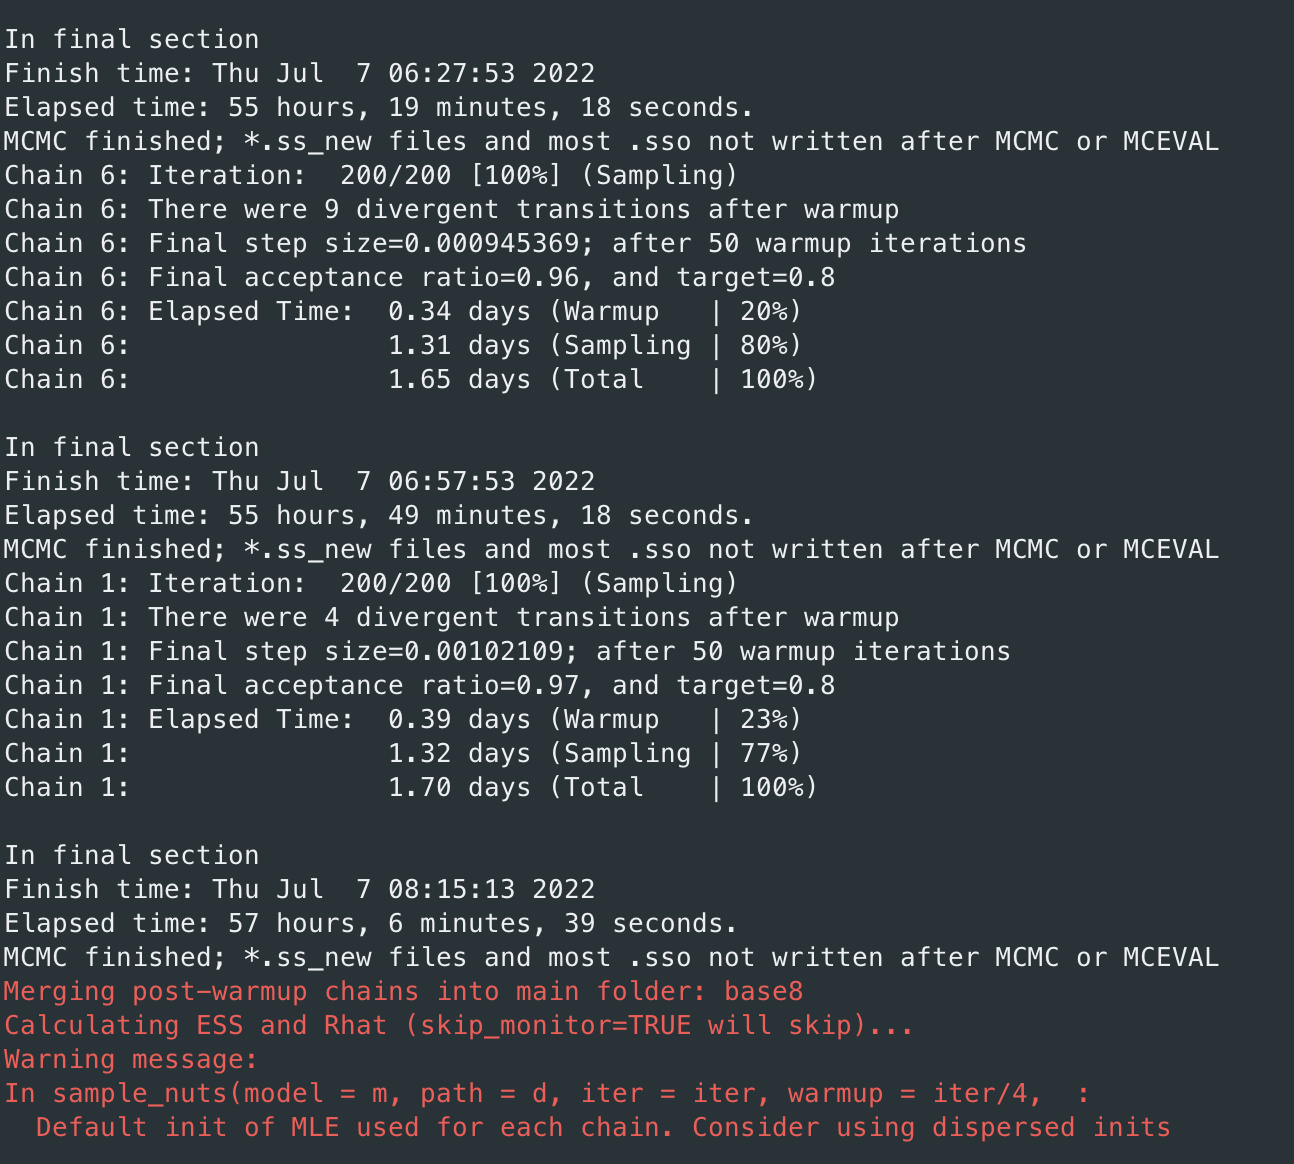 In final section
Finish time: Thu Jul  7 06:27:53 2022
Elapsed time: 55 hours, 19 minutes, 18 seconds.
MCMC finished; *.ss_new files and most .sso not written after MCMC or MCEVAL
Chain 6: Iteration:  200/200 [100%] (Sampling)
Chain 6: There were 9 divergent transitions after warmup
Chain 6: Final step size=0.000945369; after 50 warmup iterations
Chain 6: Final acceptance ratio=0.96, and target=0.8
Chain 6: Elapsed Time:  0.34 days (Warmup   | 20%)
Chain 6:                1.31 days (Sampling | 80%)
Chain 6:                1.65 days (Total    | 100%)
In final section
Finish time: Thu Jul  7 06:57:53 2022
Elapsed time: 55 hours, 49 minutes, 18 seconds.
MCMC finished; *.ss_new files and most .sso not written after MCMC or MCEVAL
Chain 1: Iteration:  200/200 [100%] (Sampling)
Chain 1: There were 4 divergent transitions after warmup
Chain 1: Final step size=0.00102109; after 50 warmup iterations
Chain 1: Final acceptance ratio=0.97, and target=0.8
Chain 1: Elapsed Time:  0.39 days (Warmup   | 23%)
Chain 1:                1.32 days (Sampling | 77%)
Chain 1:                1.70 days (Total    | 100%)
In final section
Finish time: Thu Jul  7 08:15:13 2022
Elapsed time: 57 hours, 6 minutes, 39 seconds.
MCMC finished; *.ss_new files and most .sso not written after MCMC or MCEVAL
Merging post-warmup chains into main folder: base8
Calculating ESS and Rhat (skip_monitor=TRUE will skip)...
Warning message:
In sample_nuts(model = m, path = d, iter = iter, warmup = iter/4,  :
  Default init of MLE used for each chain. Consider using dispersed inits